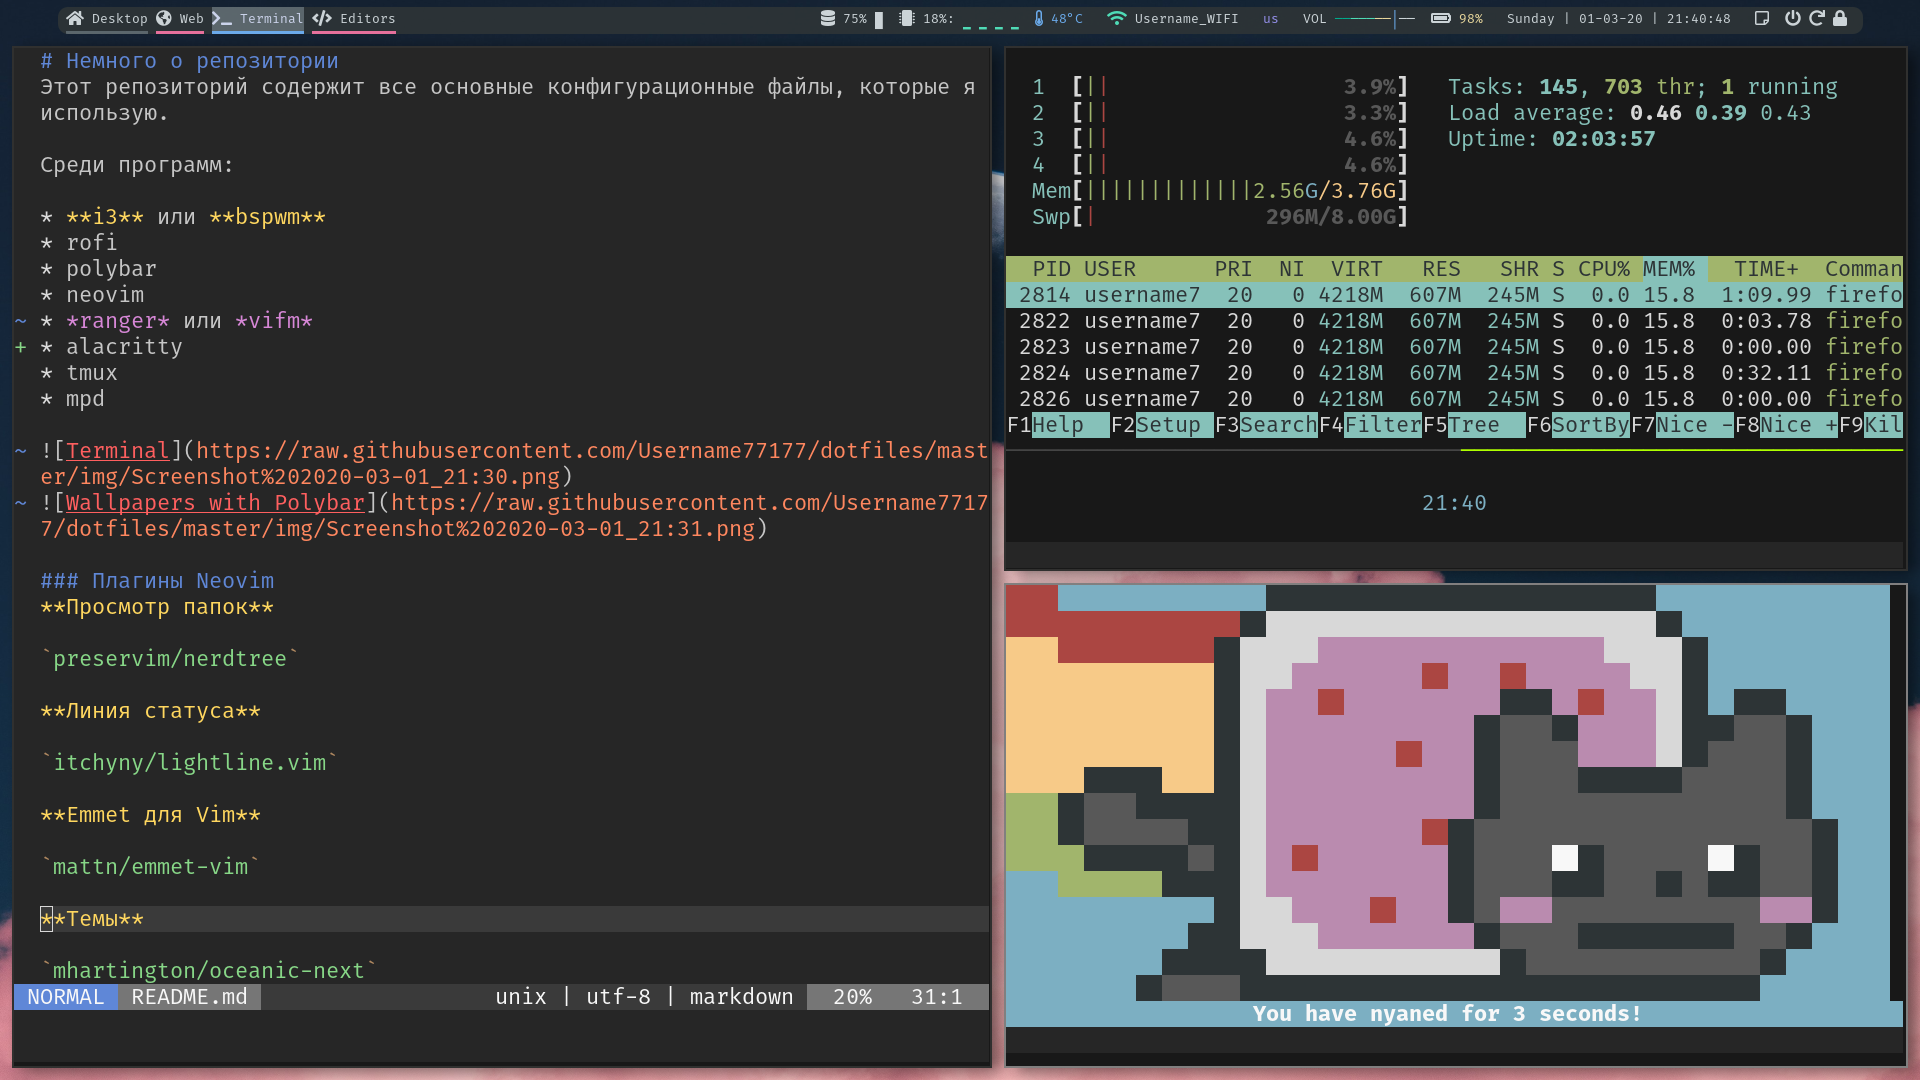 Desktop Web Terminal Editors 75% 18%: 48°C Username_WIFI us VOL 98% Sunday | 01-03-20 | 21:40:48
# Немного о репозитории
Этот репозиторий содержит все основные конфигурационные файлы, которые я
использую.
Среди программ:
* **i3** или **bspwm**
* rofi
* polybar
* neovim
~ * *ranger* или *vifm*
+ * alacritty
* tmux
* mpd
~ ![Terminal](https://raw.githubusercontent.com/Username77177/dotfiles/mast
er/img/Screenshot%202020-03-01_21:30.png)
~ ![Wallpapers with Polybar](https://raw.githubusercontent.com/Username7717
7/dotfiles/master/img/Screenshot%202020-03-01_21:31.png)
### Плагины Neovim
**Просмотр папок**
`preservim/nerdtree`
**Линия статуса**
`itchyny/lightline.vim`
**Emmet для Vim**
`mattn/emmet-vim`
**Темы**
`mhartington/oceanic-next`
NORMAL README.md unix | utf-8 | markdown 20% 31:1
1 [|| 3.9%] Tasks: 145, 703 thr; 1 running
2 [|| 3.3%] Load average: 0.46 0.39 0.43
3 [|| 4.6%] Uptime: 02:03:57
4 [|| 4.6%]
Mem[|||||||||||||2.56G/3.76G]
Swp[| 296M/8.00G]
PID USER PRI NI VIRT RES SHR S CPU% MEM% TIME+ Comman
2814 username7 20 0 4218M 607M 245M S 0.0 15.8 1:09.99 firefo
2822 username7 20 0 4218M 607M 245M S 0.0 15.8 0:03.78 firefo
2823 username7 20 0 4218M 607M 245M S 0.0 15.8 0:00.00 firefo
2824 username7 20 0 4218M 607M 245M S 0.0 15.8 0:32.11 firefo
2826 username7 20 0 4218M 607M 245M S 0.0 15.8 0:00.00 firefo
F1Help F2Setup F3SearchF4FilterF5Tree F6SortByF7Nice -F8Nice +F9Kil
21:40
You have nyaned for 3 seconds!